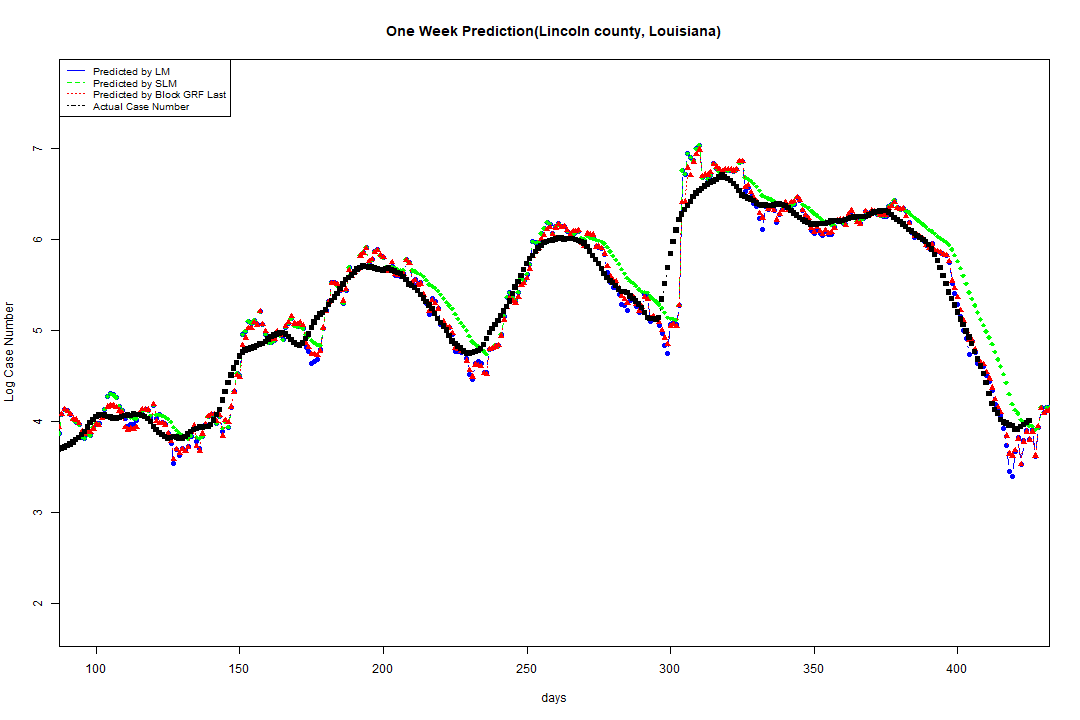 One Week Prediction(Lincoln county, Louisiana)
Predicted by LM
Predicted by SLM
Predicted by Block GRF Last
Actual Case Number
7
6
5
4
3
2
Log Case Number
100 150 200 250 300 350 400
days